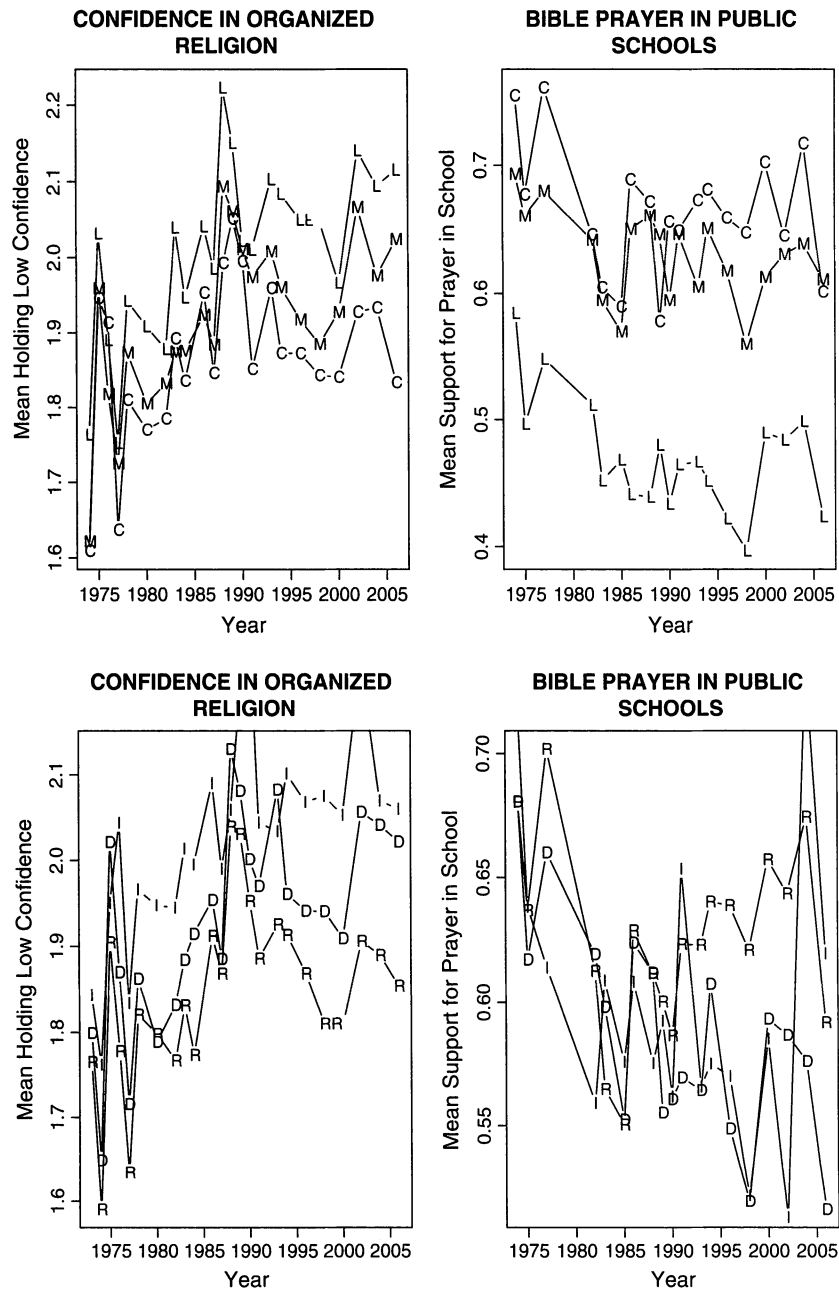 CONFIDENCE IN ORGANIZED
RELIGION
Mean Holding Low Confidence
2.2
2.1
2.0
1.9
1.8
1.7
1.6
1975 1980 1985 1990 1995 2000 2005
Year
BIBLE PRAYER IN PUBLIC
SCHOOLS
Mean Support for Prayer in School
0.7
0.6
0.5
0.4
1975 1980 1985 1990 1995 2000 2005
Year
CONFIDENCE IN ORGANIZED
RELIGION
Mean Holding Low Confidence
2.1
2.0
1.9
1.8
1.7
1.6
1975 1980 1985 1990 1995 2000 2005
Year
BIBLE PRAYER IN PUBLIC
SCHOOLS
Mean Support for Prayer in School
0.70
0.65
0.60
0.55
1975 1980 1985 1990 1995 2000 2005
Year